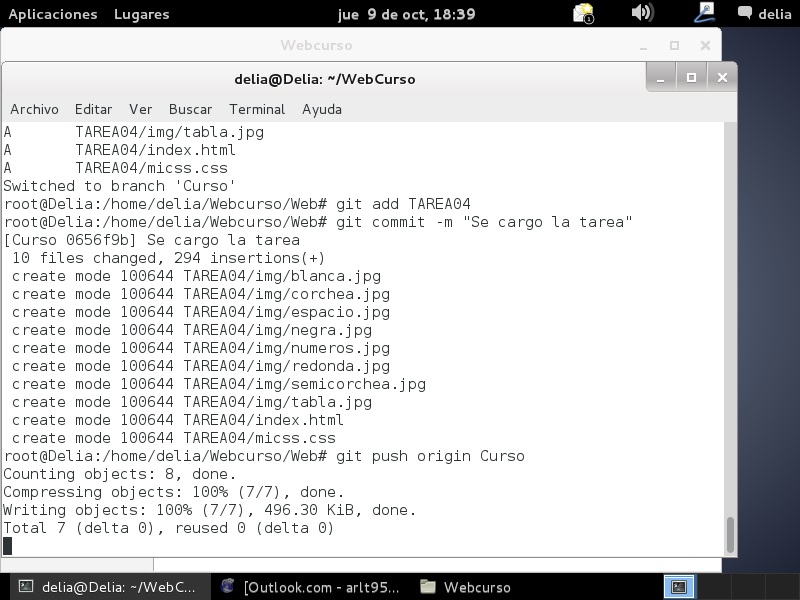 Aplicaciones Lugares jue 9 de oct, 18:39 1 delia
Webcurso
delia@Delia: ~/WebCurso
Archivo Editar Ver Buscar Terminal Ayuda
A TAREA04/img/tabla.jpg
A TAREA04/index.html
A TAREA04/micss.css
Switched to branch 'Curso'
root@Delia:/home/delia/Webcurso/Web# git add TAREA04
root@Delia:/home/delia/Webcurso/Web# git commit -m "Se cargo la tarea"
[Curso 0656f9b] Se cargo la tarea
10 files changed, 294 insertions(+)
create mode 100644 TAREA04/img/blanca.jpg
create mode 100644 TAREA04/img/corchea.jpg
create mode 100644 TAREA04/img/espacio.jpg
create mode 100644 TAREA04/img/negra.jpg
create mode 100644 TAREA04/img/numeros.jpg
create mode 100644 TAREA04/img/redonda.jpg
create mode 100644 TAREA04/img/semicorchea.jpg
create mode 100644 TAREA04/img/tabla.jpg
create mode 100644 TAREA04/index.html
create mode 100644 TAREA04/micss.css
root@Delia:/home/delia/Webcurso/Web# git push origin Curso
Counting objects: 8, done.
Compressing objects: 100% (7/7), done.
Writing objects: 100% (7/7), 496.30 KiB, done.
Total 7 (delta 0), reused 0 (delta 0)
delia@Delia: ~/WebC... [Outlook.com - arlt95... Webcurso